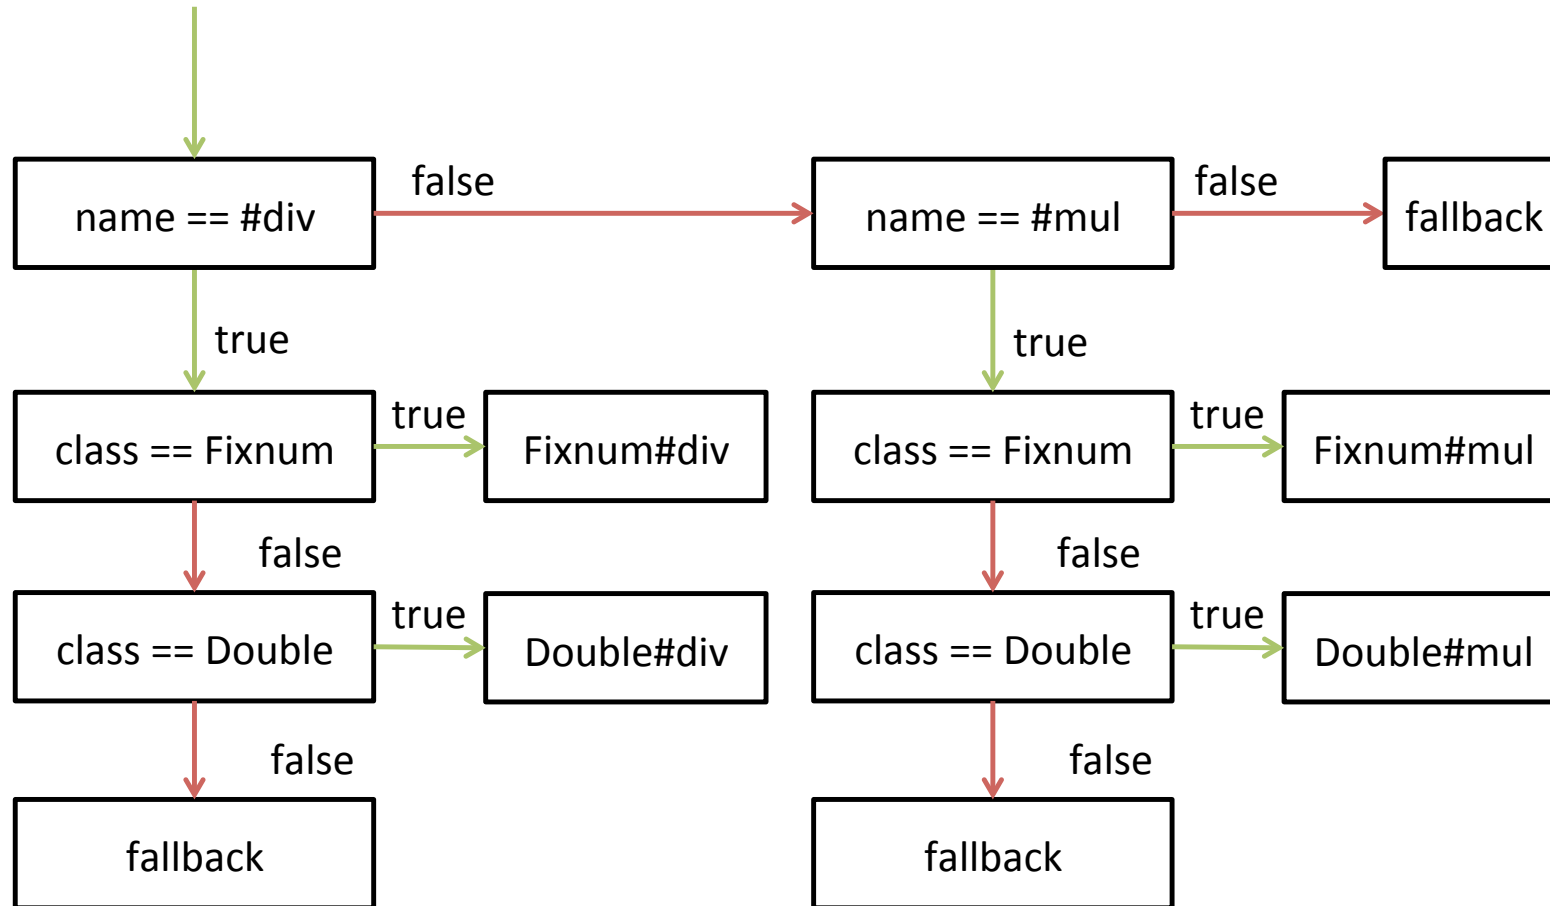 false
false
name == #div
name == #mul
fallback
true
true
true
true
class == Fixnum
Fixnum#div
class == Fixnum
Fixnum#mul
false
false
true
true
class == Double
Double#div
class == Double
Double#mul
false
false
fallback
fallback